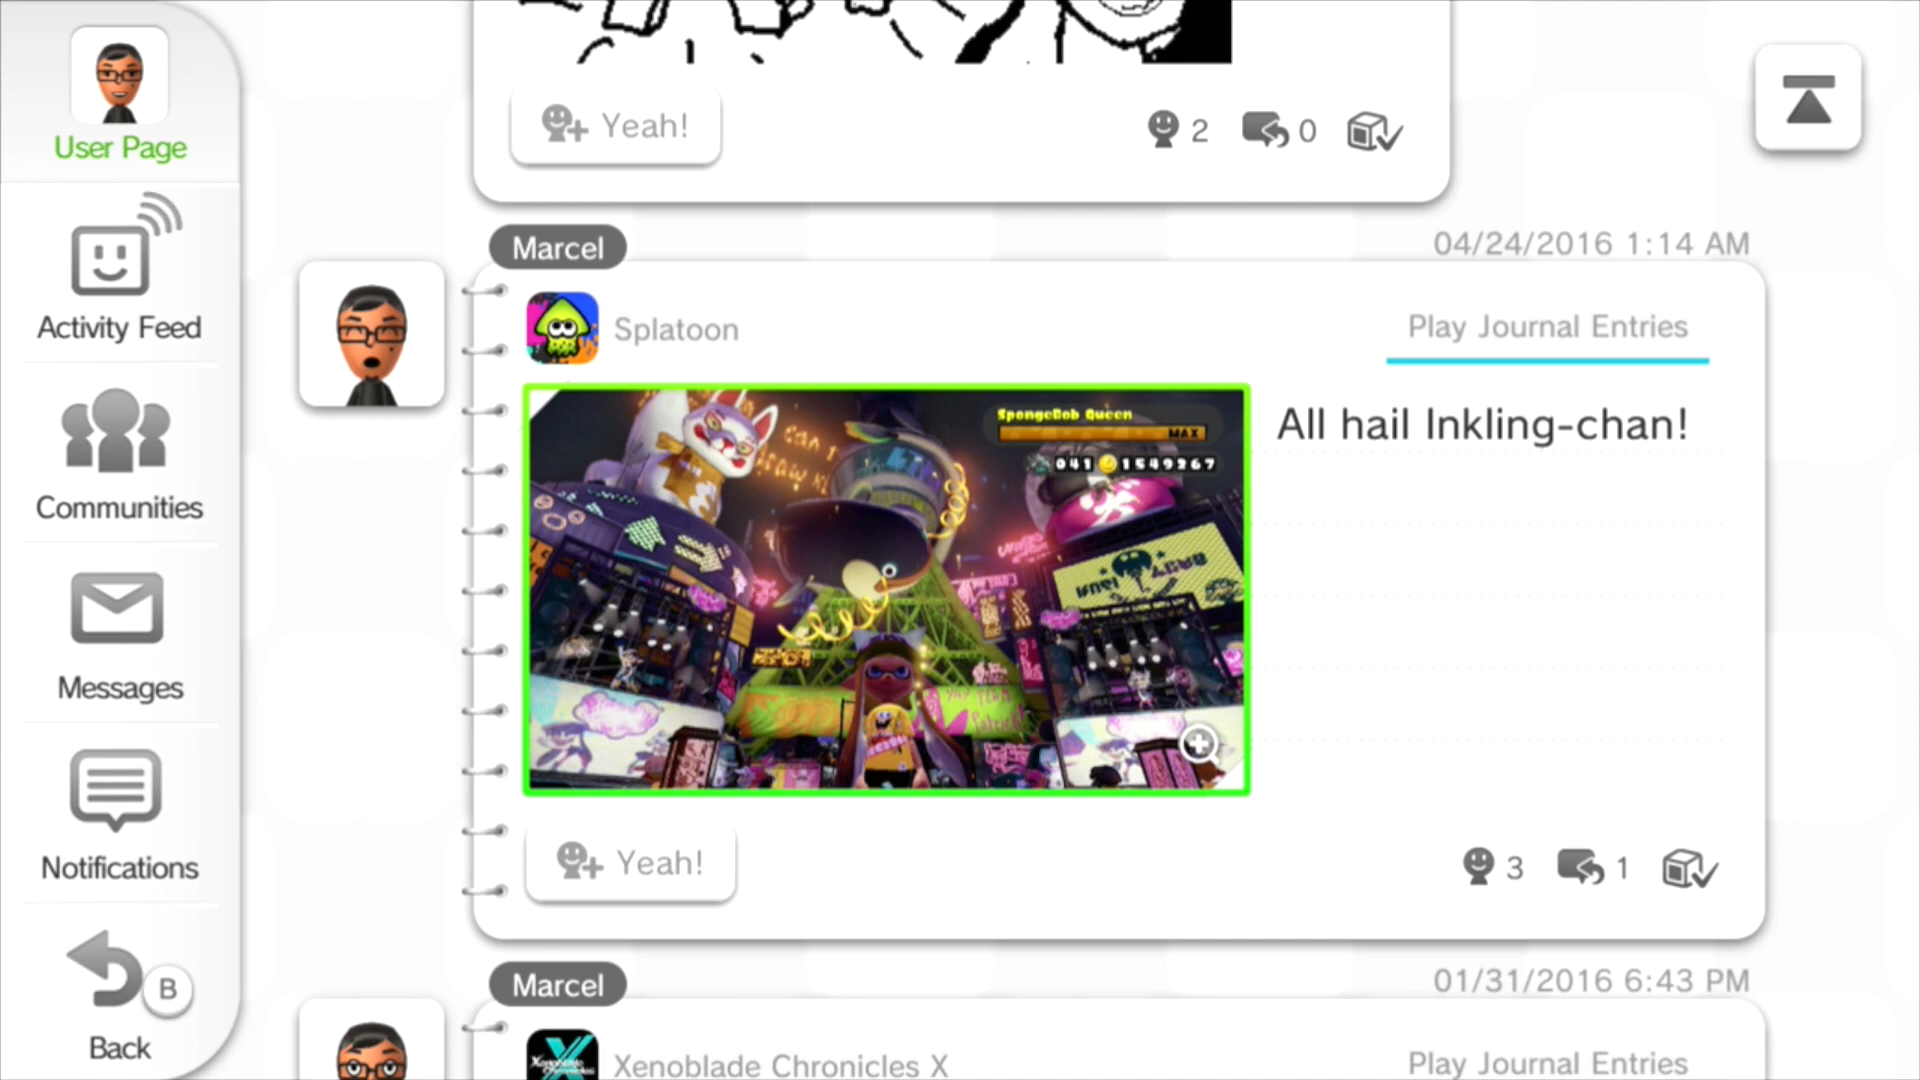 User Page
Activity Feed
Communities
Messages
Notifications
B
Back
Yeah!
2
0
Marcel
04/24/2016 1:14 AM
Splatoon
Play Journal Entries
SpongeBob Queen
MAX
041
1549267
All hail Inkling-chan!
Yeah!
3
1
Marcel
01/31/2016 6:43 PM
Xenoblade Chronicles X
Play Journal Entries